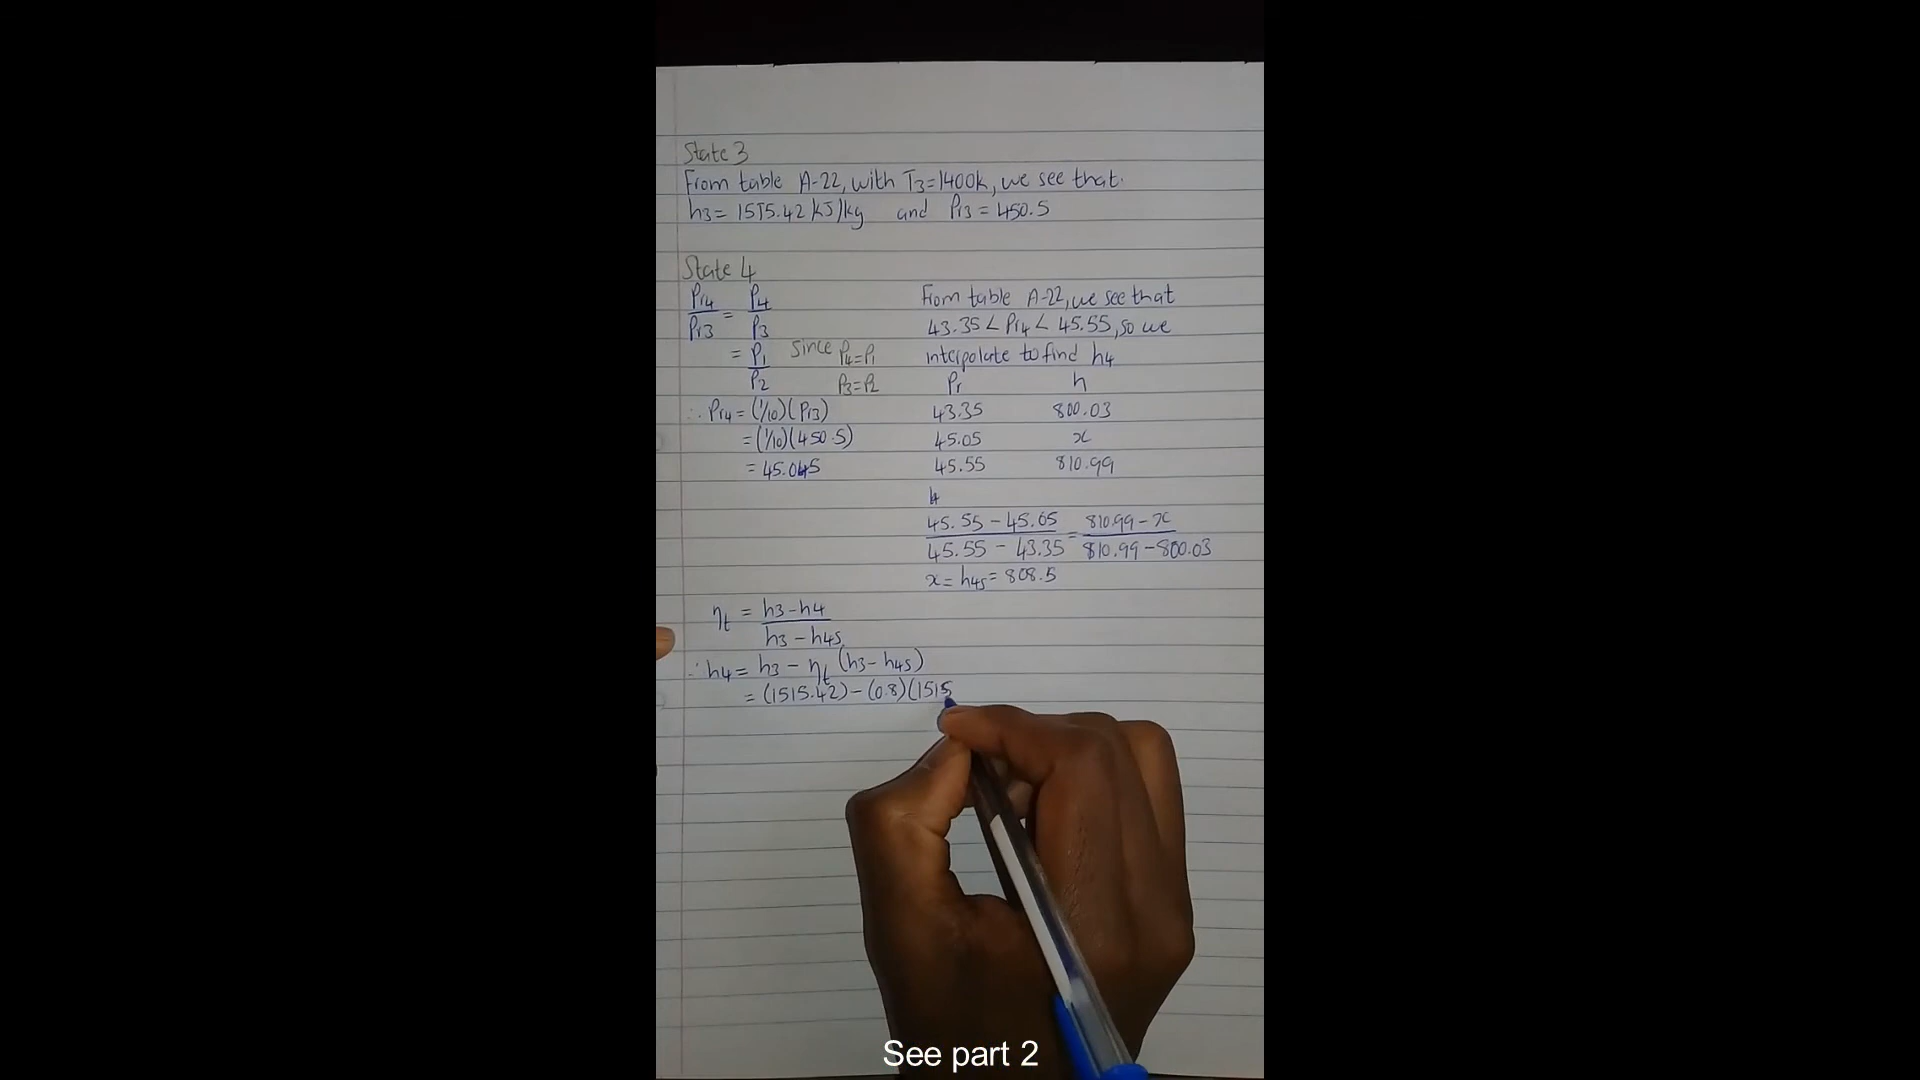 State 3
From table A-22, with T3=1400k, we see that.
h3= 1515.42 kJ/kg and Pr3 = 450.5
State 4
Pr4/Pr3 = P4/P3
= P1/P2 since P4=P1
P3=P2
∴ Pr4 = (1/10)(Pr3)
= (1/10)(450.5)
= 45.045
From table A-22, we see that
43.35 < Pr4 < 45.55, so we
interpolate to find h4
Pr h
43.35 800.03
45.05 x
45.55 810.99
45.55 - 45.05 / 45.55 - 43.35 = 810.99 - x / 810.99 - 800.03
x = h4s = 808.5
ηt = h3-h4 / h3 - h4s
∴ h4 = h3 - ηt (h3 - h4s)
= (1515.42) - (0.8)(1515
See part 2